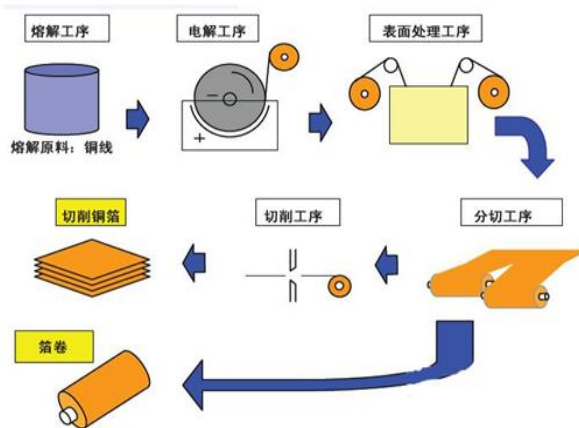 熔解工序
电解工序
表面处理工序
熔解原料：铜线
切削铜箔
切削工序
分切工序
箔卷